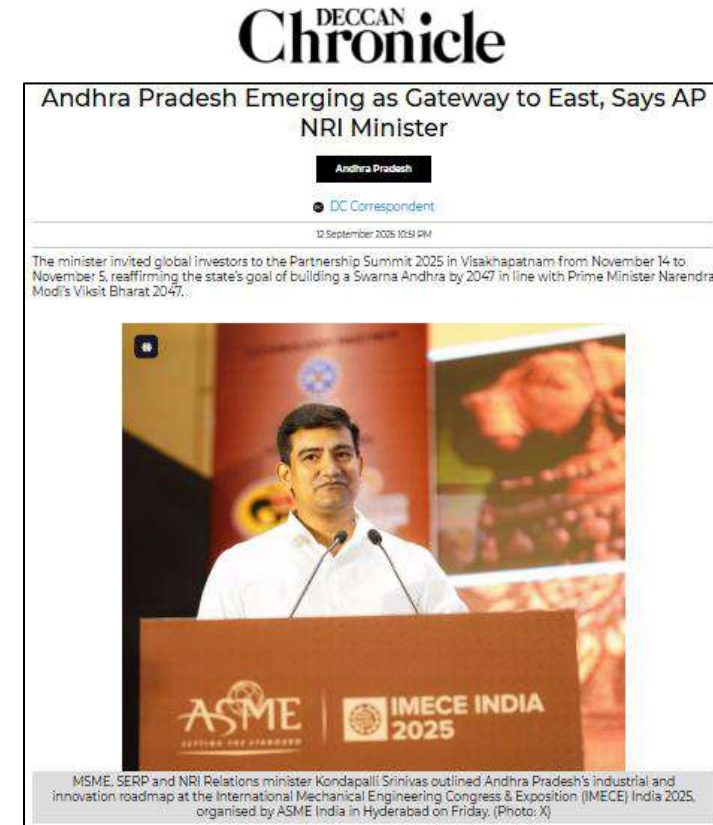 DECCAN
Chronicle
Andhra Pradesh Emerging as Gateway to East, Says AP
NRI Minister
Andhra Pradesh
DC Correspondent
12 September 2025 10:51 PM
The minister invited global investors to the Partnership Summit 2025 in Visakhapatnam from November 14 to
November 5, reaffirming the state's goal of building a Swarna Andhra by 2047 in line with Prime Minister Narendra
Modi's Viksit Bharat 2047.
ASME
SETTING THE STANDARD
IMECE INDIA
2025
MSME, SERP and NRI Relations minister Kondapalli Srinivas outlined Andhra Pradesh's industrial and
innovation roadmap at the International Mechanical Engineering Congress & Exposition (IMECE) India 2025,
organised by ASME India in Hyderabad on Friday. (Photo: X)